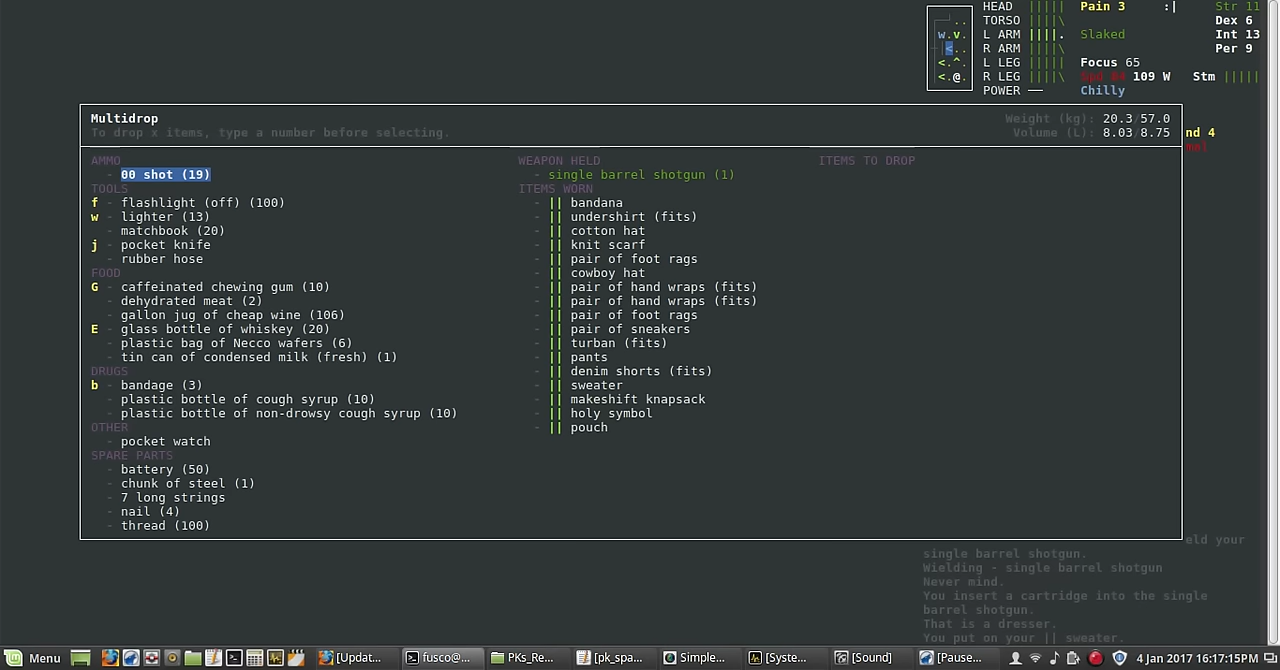 HEAD ||||| Pain 3 :| Str 11
TORSO ||||\ Dex 6
L ARM ||||. Slaked Int 13
R ARM ||||\ Per 9
L LEG ||||| Focus 65
R LEG ||||\ 109 W Stm |||||
POWER — Chilly
.. 
w.v.
<..
<.^.
<.@.
Multidrop Weight (kg): 20.3/57.0
To drop x items, type a number before selecting. Volume (L): 8.03/8.75
nd 4
AMMO
- 00 shot (19)
TOOLS
f - flashlight (off) (100)
w - lighter (13)
- matchbook (20)
j - pocket knife
- rubber hose
FOOD
G - caffeinated chewing gum (10)
- dehydrated meat (2)
- gallon jug of cheap wine (106)
E - glass bottle of whiskey (20)
- plastic bag of Necco wafers (6)
- tin can of condensed milk (fresh) (1)
DRUGS
b - bandage (3)
- plastic bottle of cough syrup (10)
- plastic bottle of non-drowsy cough syrup (10)
OTHER
- pocket watch
SPARE PARTS
- battery (50)
- chunk of steel (1)
- 7 long strings
- nail (4)
- thread (100)
WEAPON HELD
- single barrel shotgun (1)
ITEMS WORN
- || bandana
- || undershirt (fits)
- || cotton hat
- || knit scarf
- || pair of foot rags
- || cowboy hat
- || pair of hand wraps (fits)
- || pair of hand wraps (fits)
- || pair of foot rags
- || pair of sneakers
- || turban (fits)
- || pants
- || denim shorts (fits)
- || sweater
- || makeshift knapsack
- || holy symbol
- || pouch
ITEMS TO DROP
eld your
single barrel shotgun.
Wielding - single barrel shotgun
Never mind.
You insert a cartridge into the single
barrel shotgun.
That is a dresser.
You put on your || sweater.
Menu [Updat... fusco@... PKs_Re... [pk_spa... Simple... [Syste... [Sound] [Pause... 4 Jan 2017 16:17:15PM